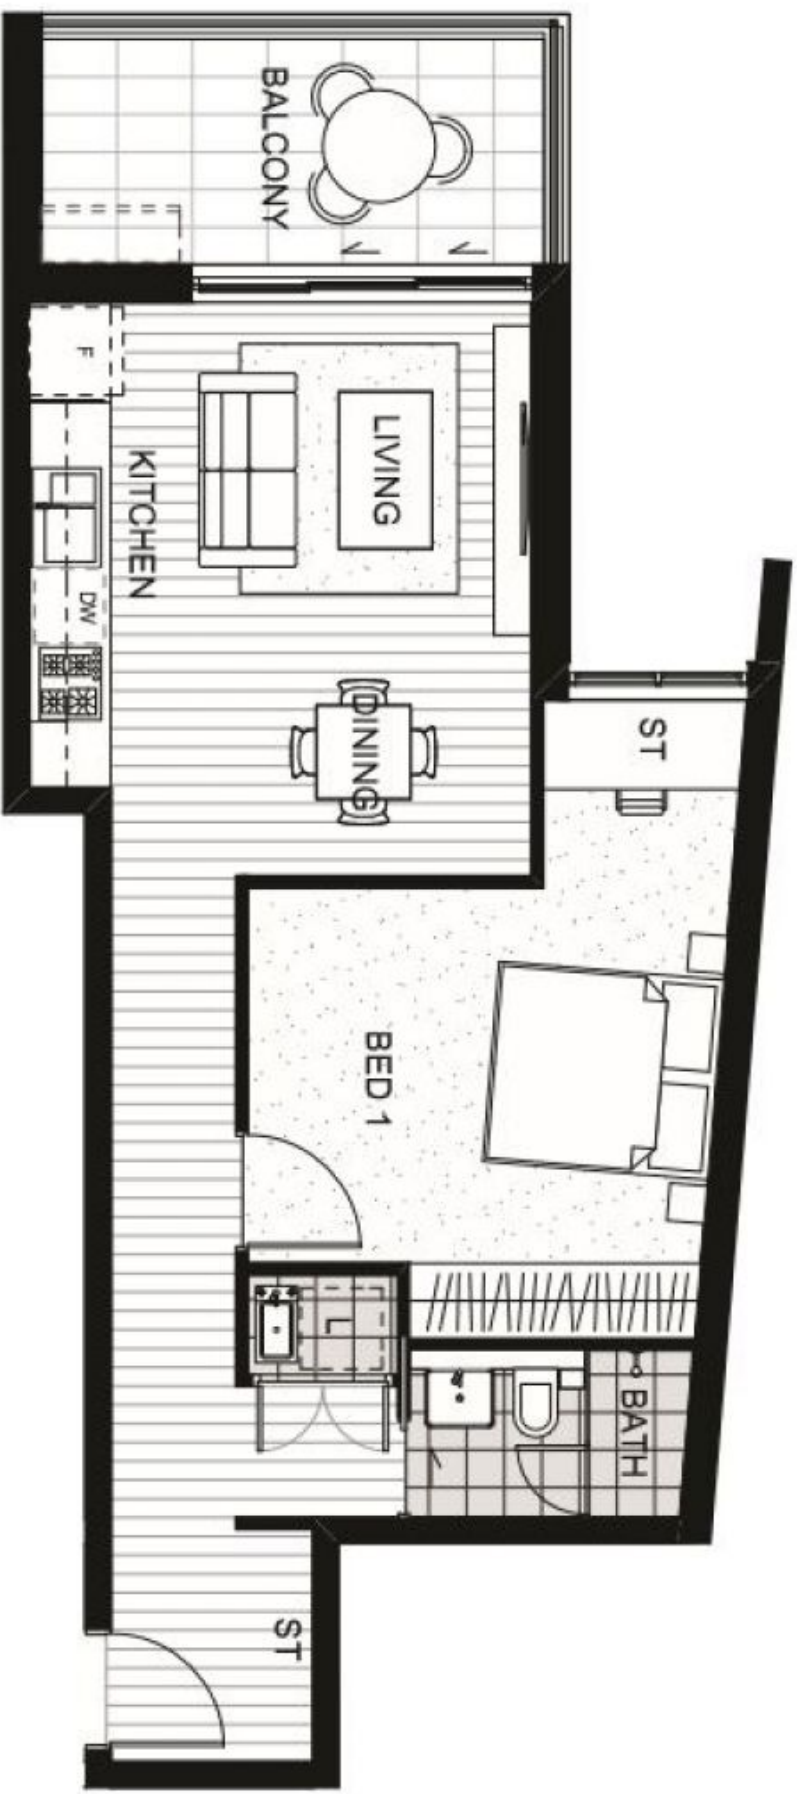 BALCONY
F
LIVING
KITCHEN
DW
DINING
ST
BED 1
L
BATH
ST